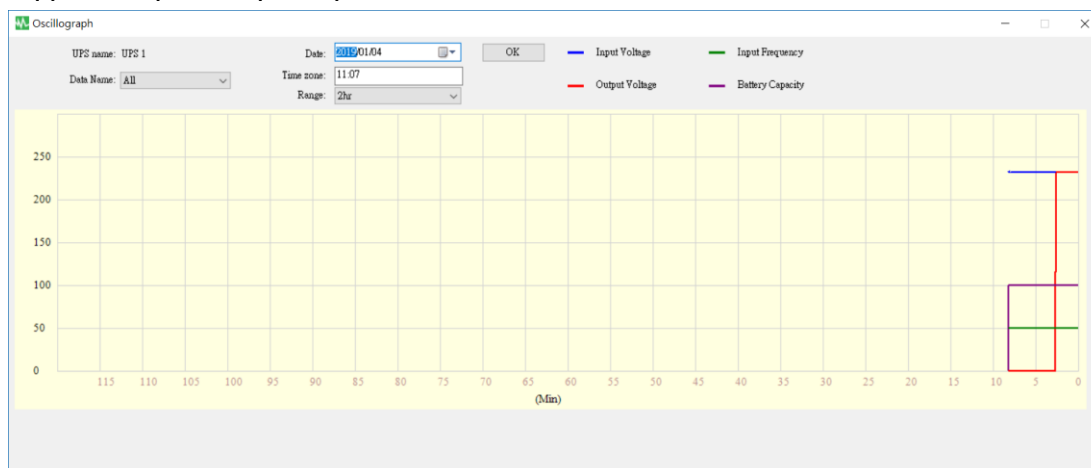 Oscillograph
UPS name: UPS 1
Date: 2019/01/04
OK
Input Voltage
Input Frequency
Data Name: All
Time zone: 11:07
Output Voltage
Battery Capacity
Range: 2hr
250
200
150
100
50
0
115 110 105 100 95 90 85 80 75 70 65 60 55 50 45 40 35 30 25 20 15 10 5 0
(Min)